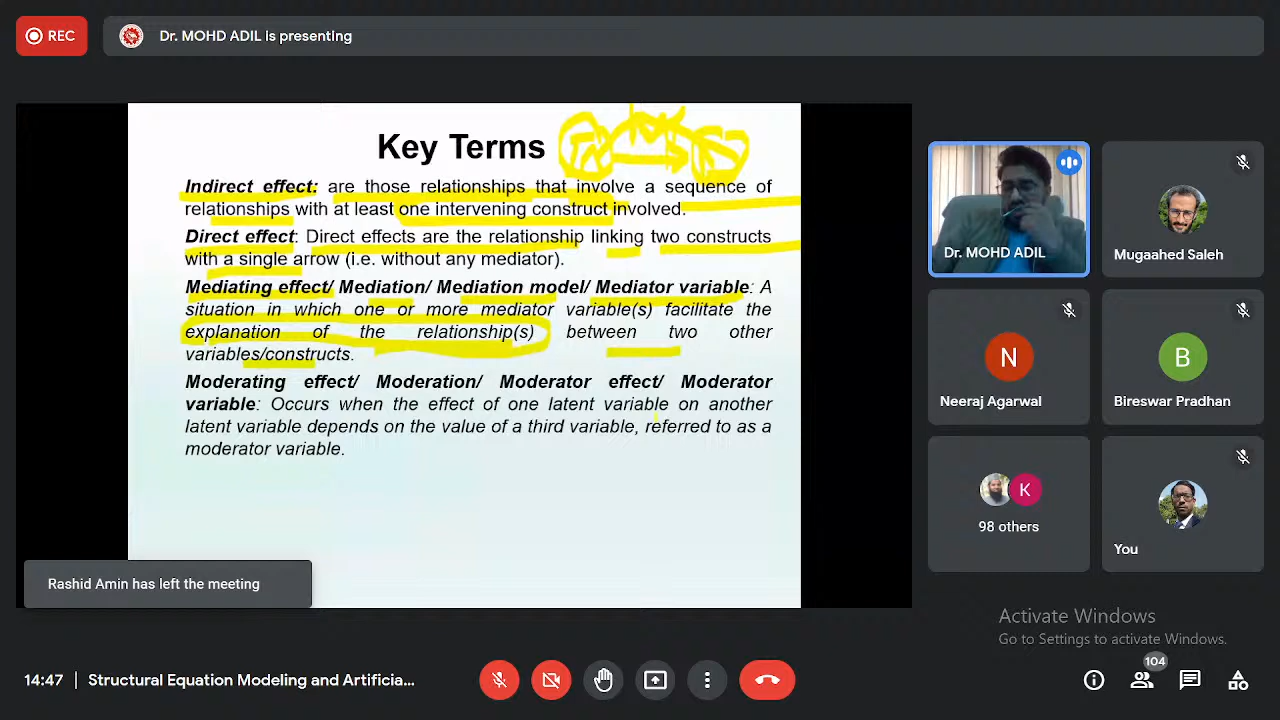 REC
Dr. MOHD ADIL is presenting
Key Terms
Indirect effect: are those relationships that involve a sequence of
relationships with at least one intervening construct involved.
Direct effect: Direct effects are the relationship linking two constructs
with a single arrow (i.e. without any mediator).
Mediating effect/ Mediation/ Mediation model/ Mediator variable: A
situation in which one or more mediator variable(s) facilitate the
explanation of the relationship(s) between two other
variables/constructs.
Moderating effect/ Moderation/ Moderator effect/ Moderator
variable: Occurs when the effect of one latent variable on another
latent variable depends on the value of a third variable, referred to as a
moderator variable.
Dr. MOHD ADIL
Mugaahed Saleh
N
Neeraj Agarwal
B
Bireswar Pradhan
K
98 others
You
Rashid Amin has left the meeting
Activate Windows
Go to Settings to activate Windows.
14:47 | Structural Equation Modeling and Artificia...
104